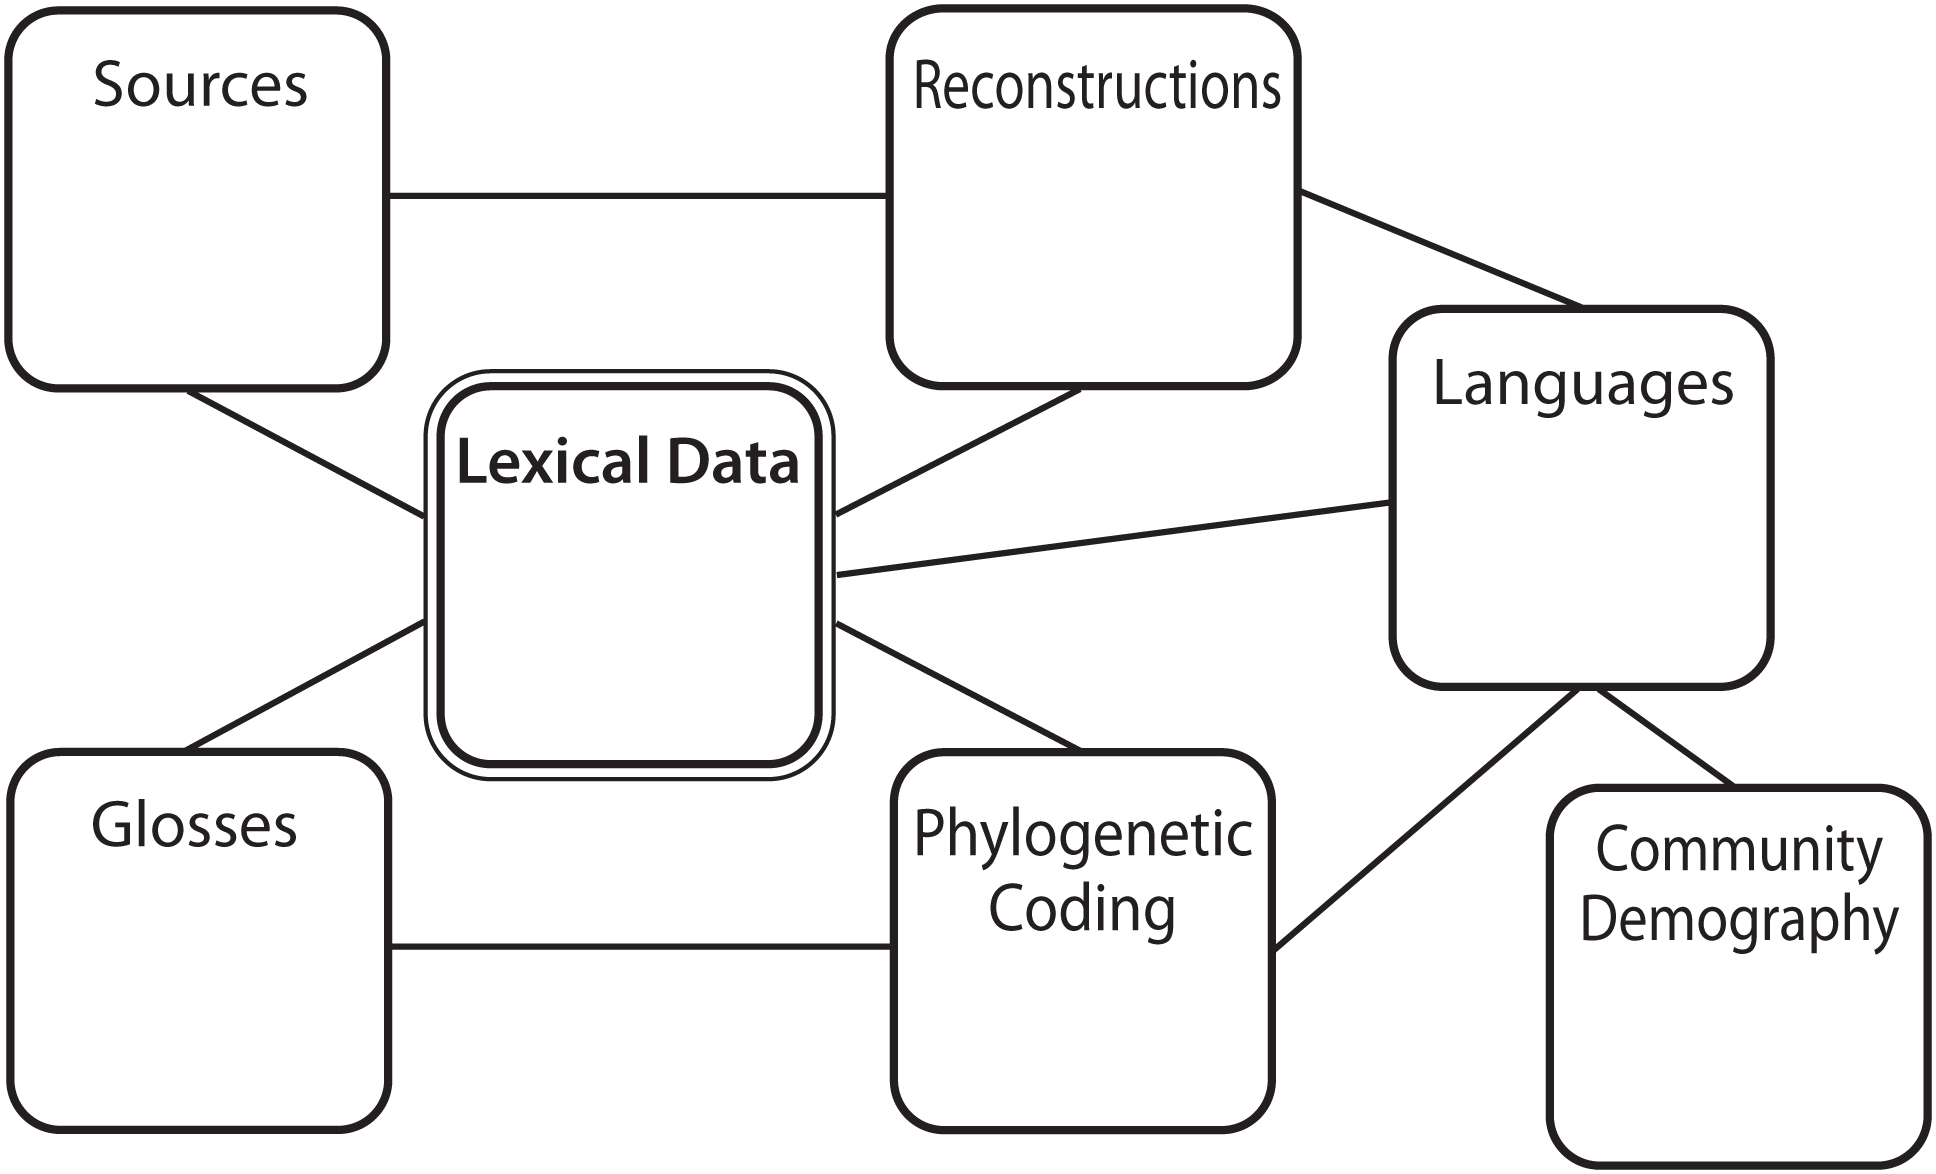 Sources
Reconstructions
Languages
Lexical Data
Glosses
Phylogenetic
Coding
Community
Demography